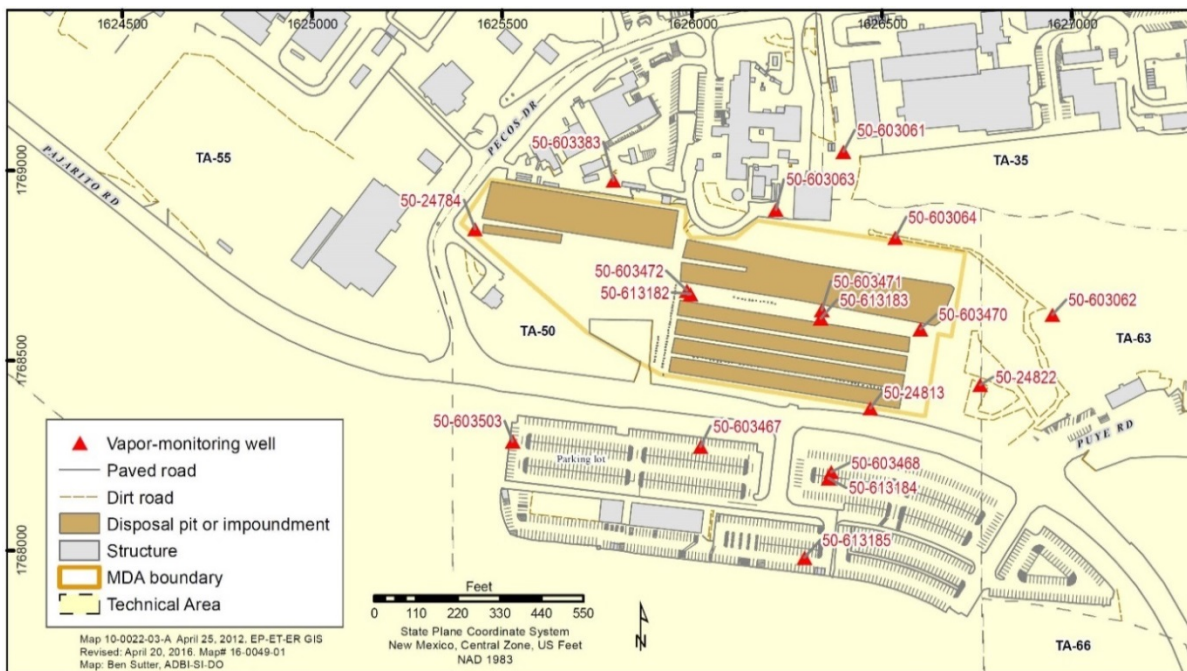 1624500
1625000
1625500
1626000
1626500
1627000
1769000
1768500
1768000
PECOS DR
PAJARITO RD
TA-55
50-603383
50-603061
TA-35
50-24784
50-603063
50-603064
50-603472
50-603471
50-613182
50-613183
50-603062
50-603470
TA-50
TA-63
50-24822
50-24813
PUYE RD
50-603503
50-603467
Parking lot
50-603468
50-613184
50-613185
TA-66
Vapor-monitoring well
Paved road
Dirt road
Disposal pit or impoundment
Structure
MDA boundary
Technical Area
Feet
0 110 220 330 440 550
State Plane Coordinate System
New Mexico, Central Zone, US Feet
NAD 1983
N
Map 10-0022-03-A April 25, 2012, EP-ET-ER GIS
Revised: April 20, 2016. Map# 16-0049-01
Map: Ben Sutter, ADBI-SI-DO